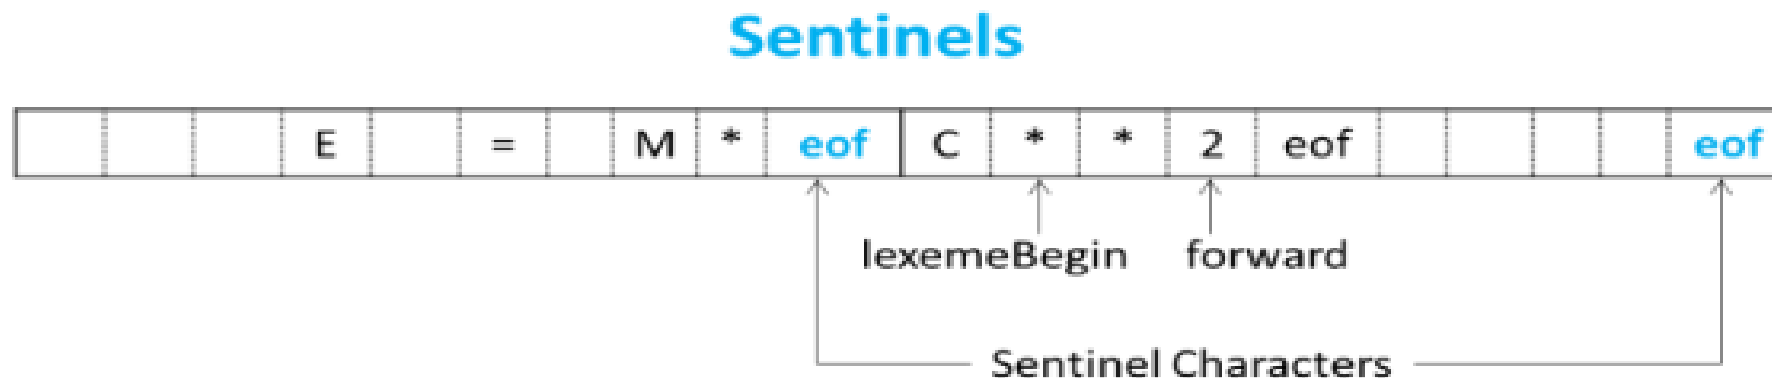 Sentinels
E = M * eof C * * 2 eof eof
lexemeBegin forward
Sentinel Characters